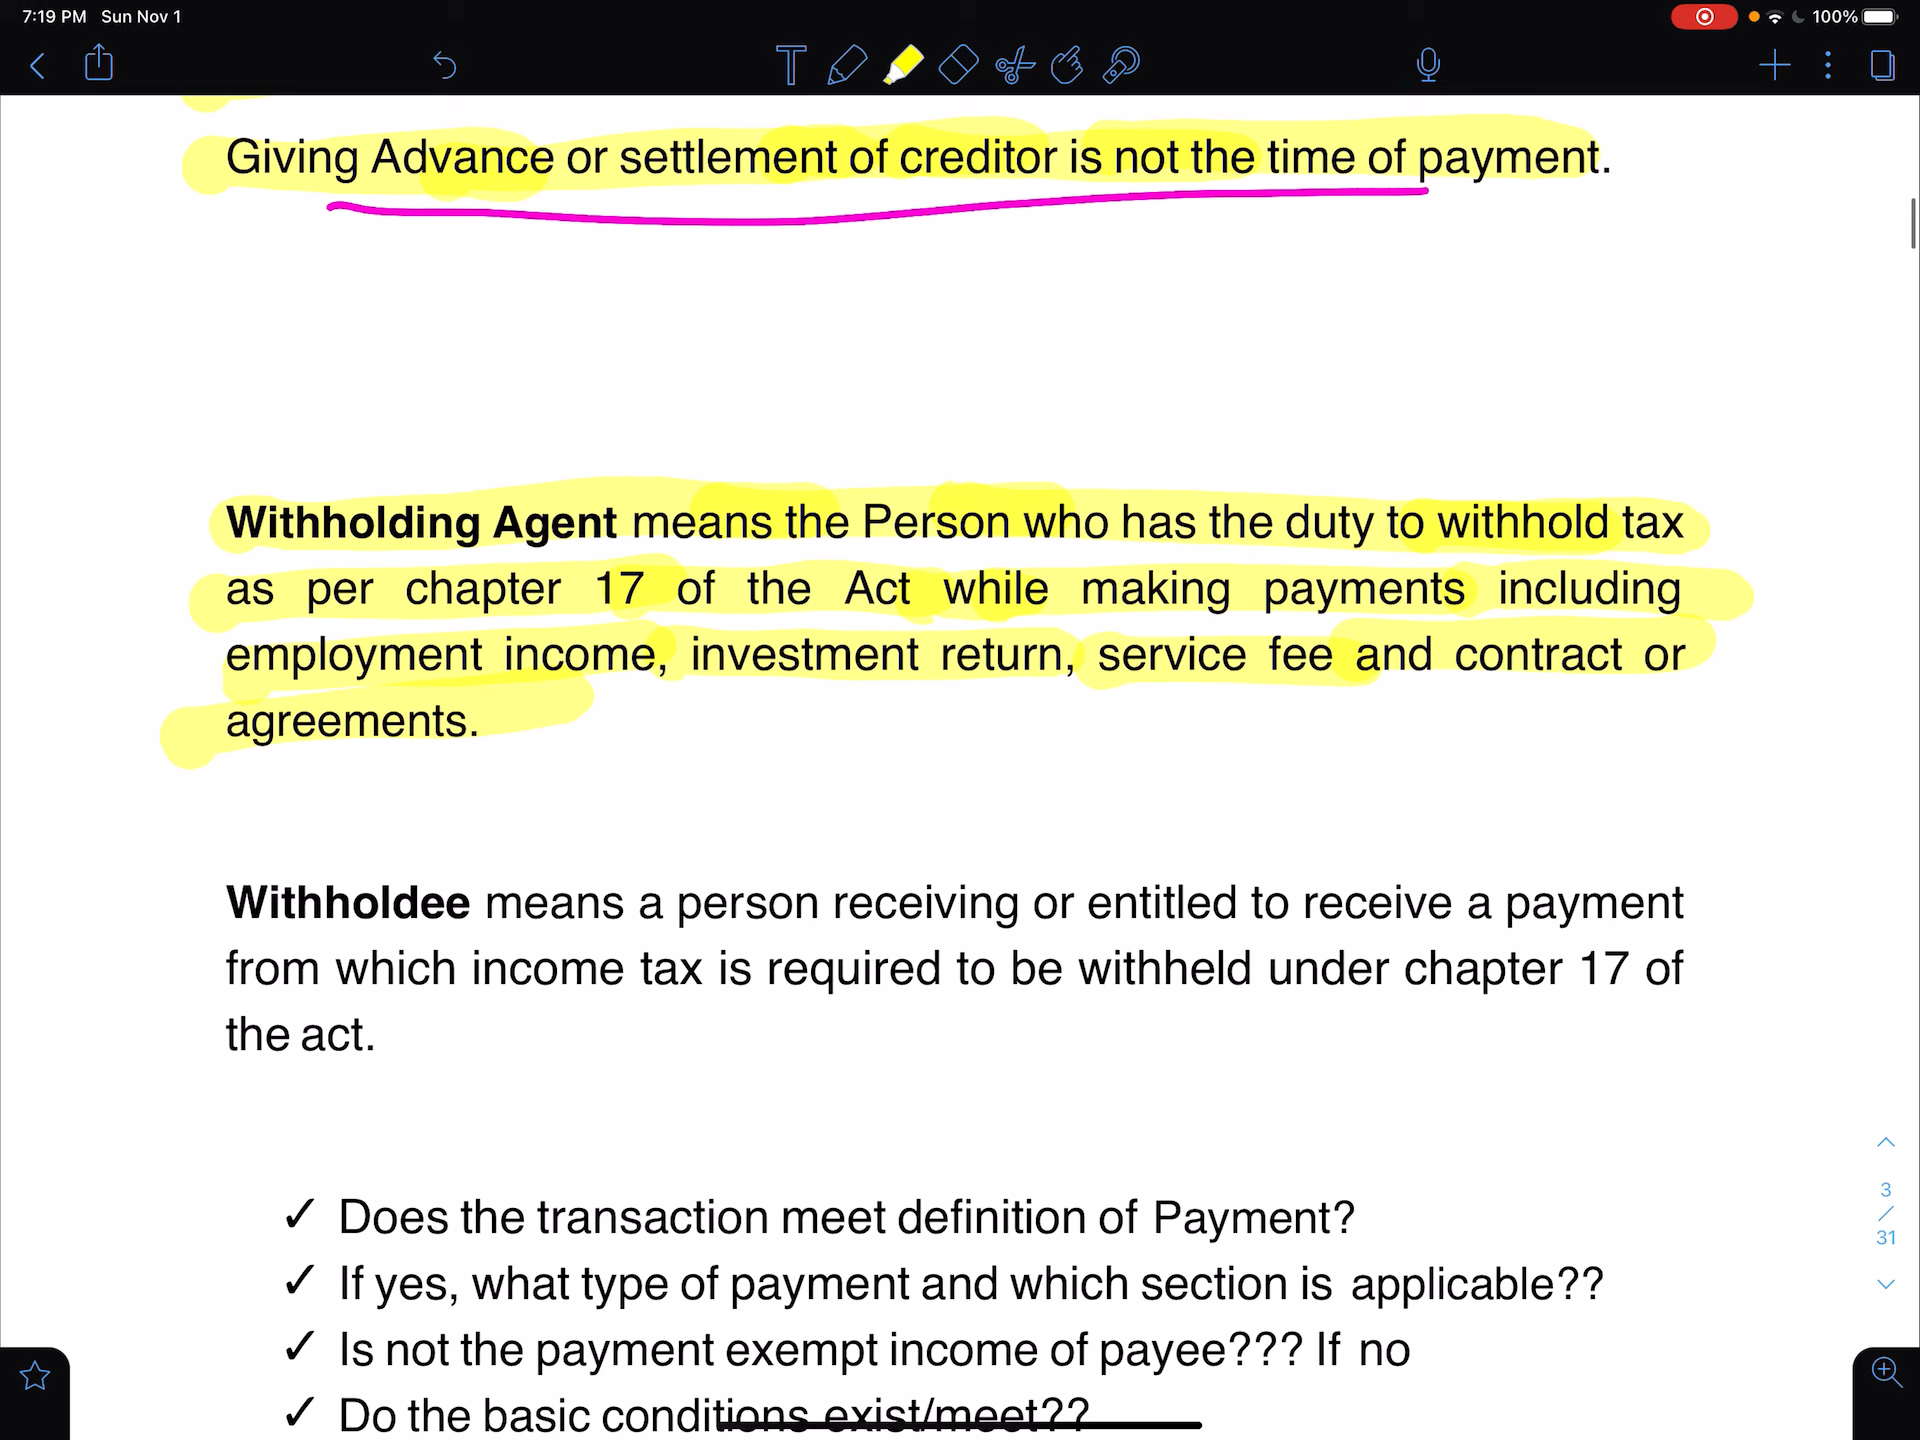 7:19 PM Sun Nov 1
100%
Giving Advance or settlement of creditor is not the time of payment.
Withholding Agent means the Person who has the duty to withhold tax
as per chapter 17 of the Act while making payments including
employment income, investment return, service fee and contract or
agreements.
Withholdee means a person receiving or entitled to receive a payment
from which income tax is required to be withheld under chapter 17 of
the act.
✓ Does the transaction meet definition of Payment?
✓ If yes, what type of payment and which section is applicable??
✓ Is not the payment exempt income of payee??? If no
✓ Do the basic conditions exist/meet??
3
/
31